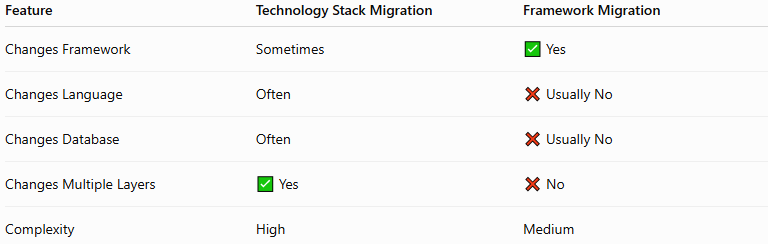 Feature Technology Stack Migration Framework Migration
Changes Framework Sometimes ✅ Yes
Changes Language Often ❌ Usually No
Changes Database Often ❌ Usually No
Changes Multiple Layers ✅ Yes ❌ No
Complexity High Medium